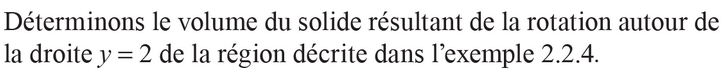 Déterminons le volume du solide résultant de la rotation autour de
la droite y = 2 de la région décrite dans l’exemple 2.2.4.